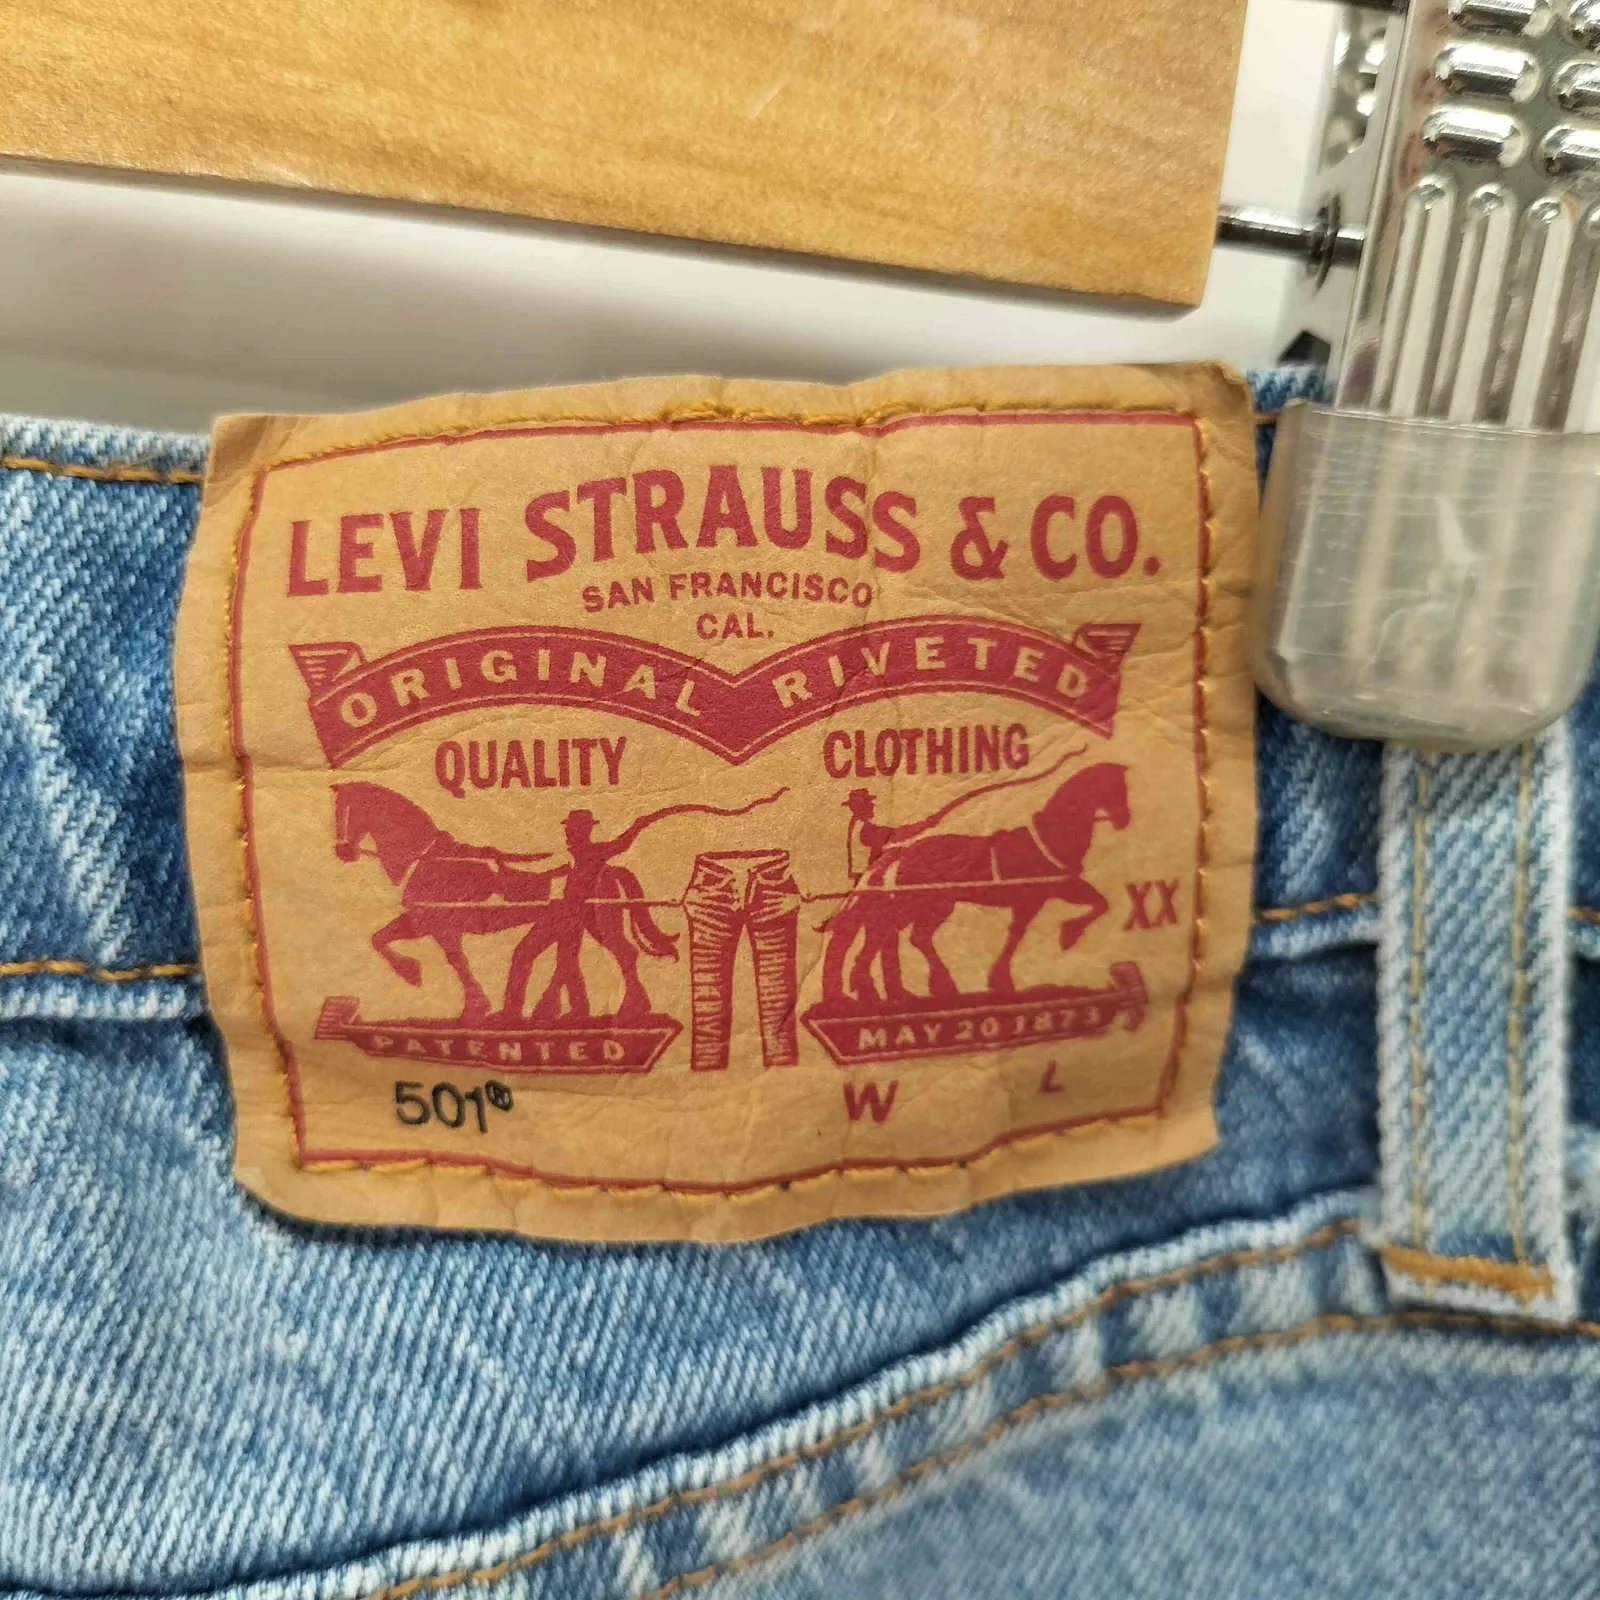 LEVI STRAUSS & CO.
SAN FRANCISCO
CAL.
ORIGINAL RIVETED
QUALITY CLOTHING
XX
PATENTED MAY 20 1873
501® W L